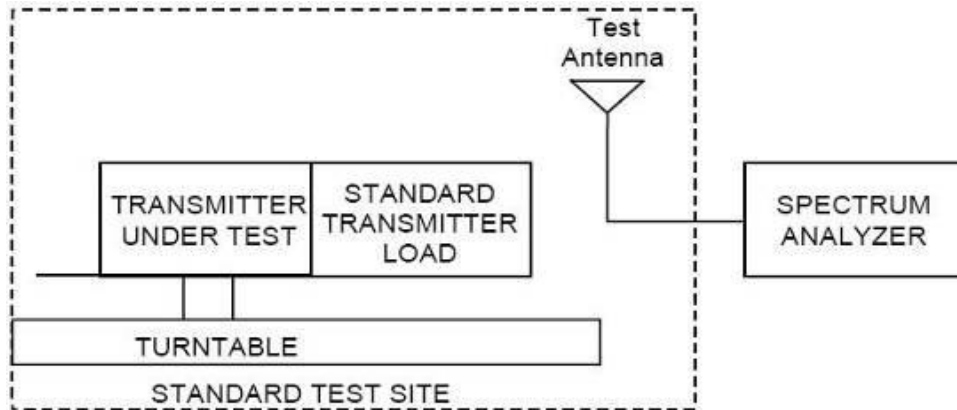 Test
Antenna
TRANSMITTER
UNDER TEST
STANDARD
TRANSMITTER
LOAD
SPECTRUM
ANALYZER
TURNTABLE
STANDARD TEST SITE